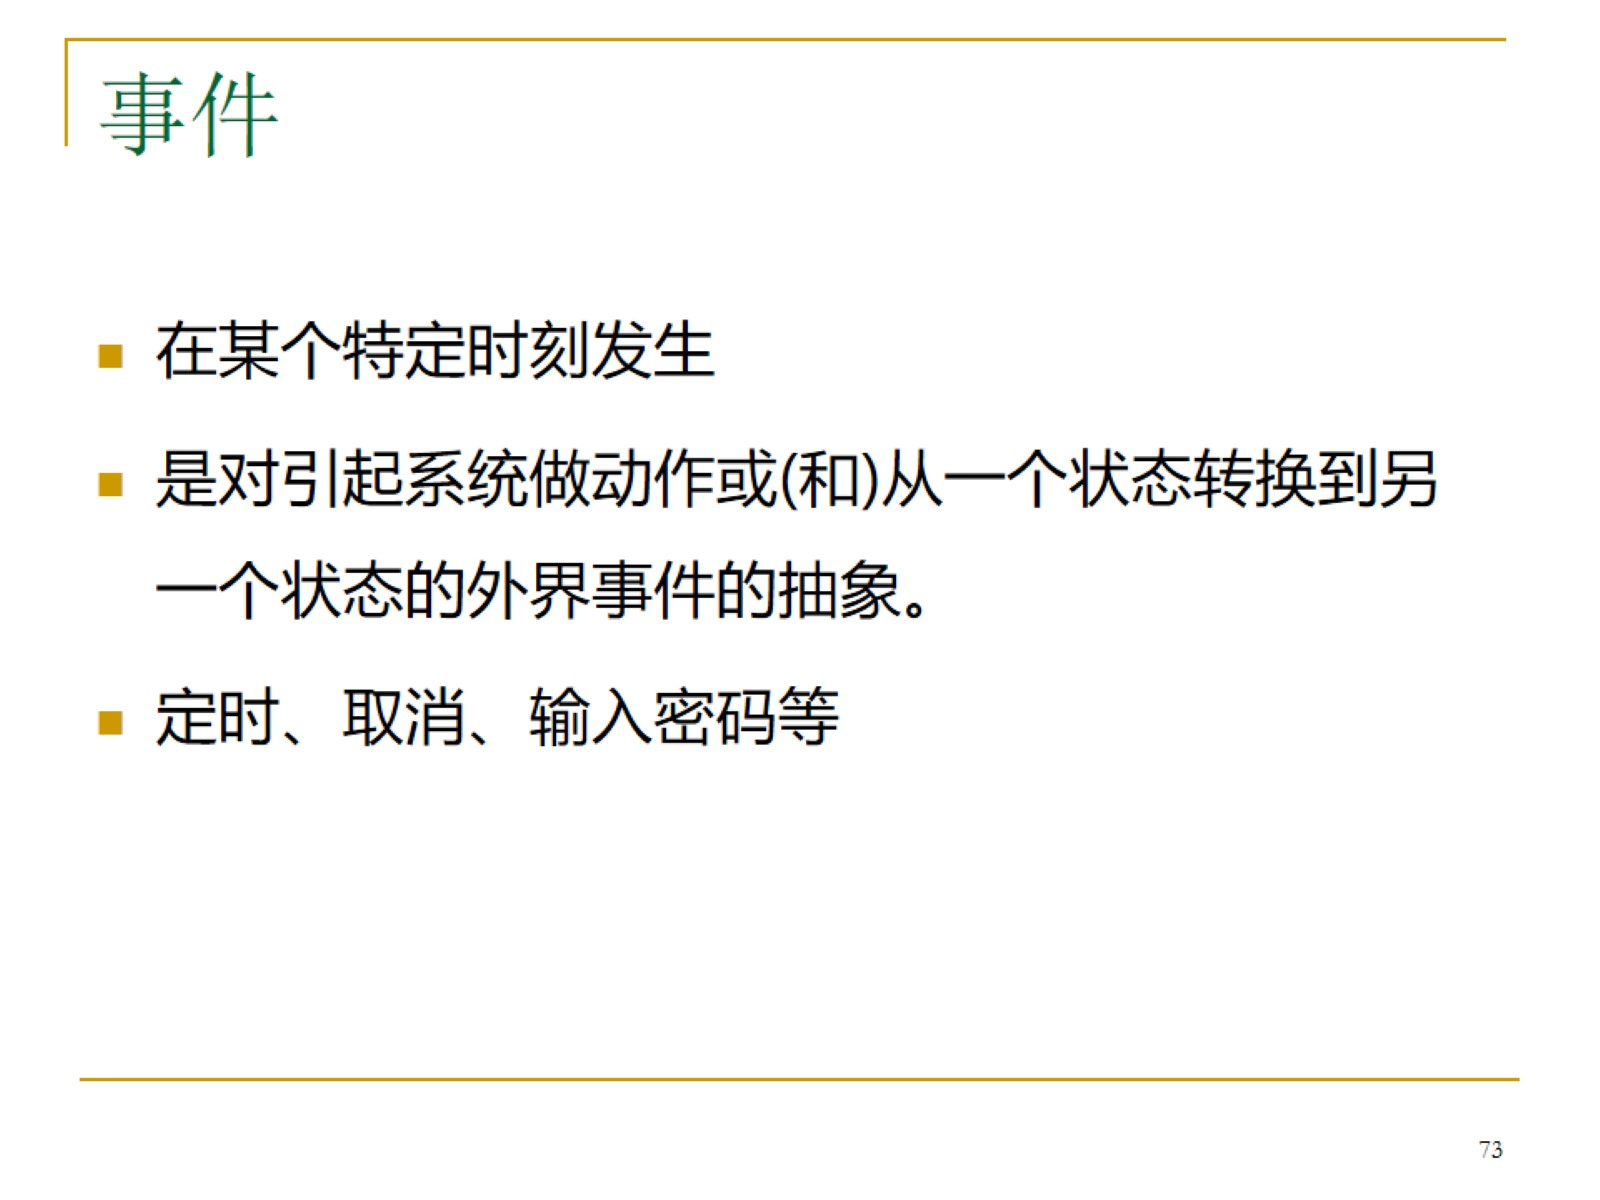 事件
在某个特定时刻发生
是对引起系统做动作或(和)从一个状态转换到另
一个状态的外界事件的抽象。
定时、取消、输入密码等
73